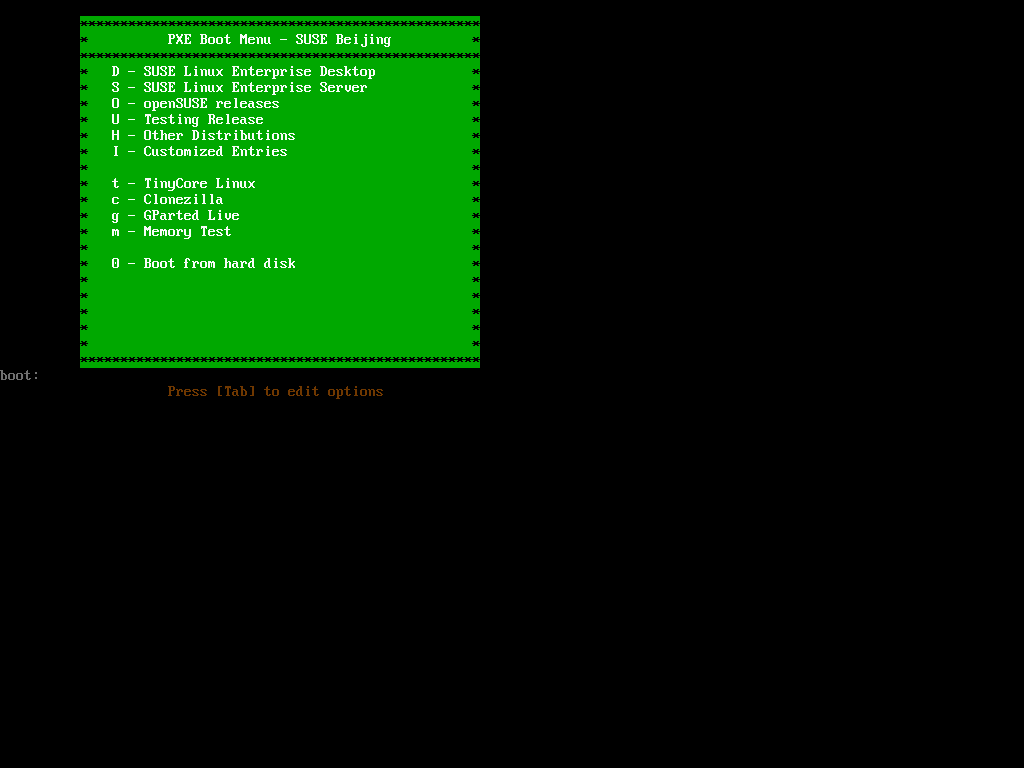 **************************************************
* PXE Boot Menu - SUSE Beijing *
**************************************************
* D - SUSE Linux Enterprise Desktop *
* S - SUSE Linux Enterprise Server *
* O - openSUSE releases *
* U - Testing Release *
* H - Other Distributions *
* I - Customized Entries *
* *
* t - TinyCore Linux *
* c - Clonezilla *
* g - GParted Live *
* m - Memory Test *
* *
* 0 - Boot from hard disk *
* *
* *
* *
* *
* *
**************************************************
boot:
Press [Tab] to edit options